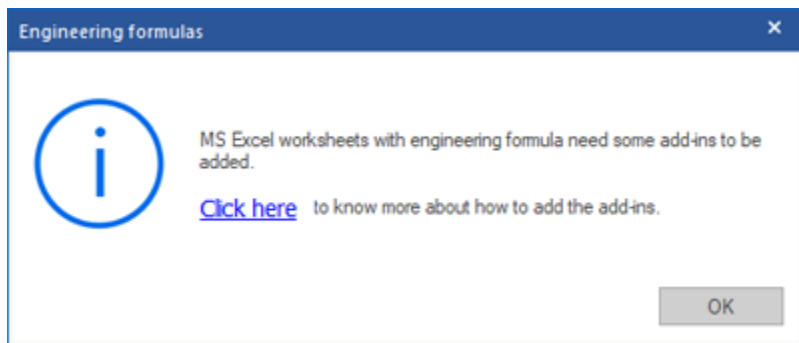 Engineering formulas
MS Excel worksheets with engineering formula need some add-ins to be
added.
Click here to know more about how to add the add-ins.
OK